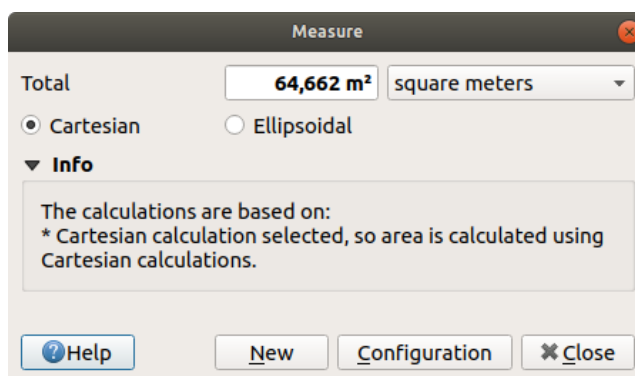 Measure
Total 64,662 m² square meters
Cartesian Ellipsoidal
Info
The calculations are based on:
* Cartesian calculation selected, so area is calculated using
Cartesian calculations.
Help New Configuration Close